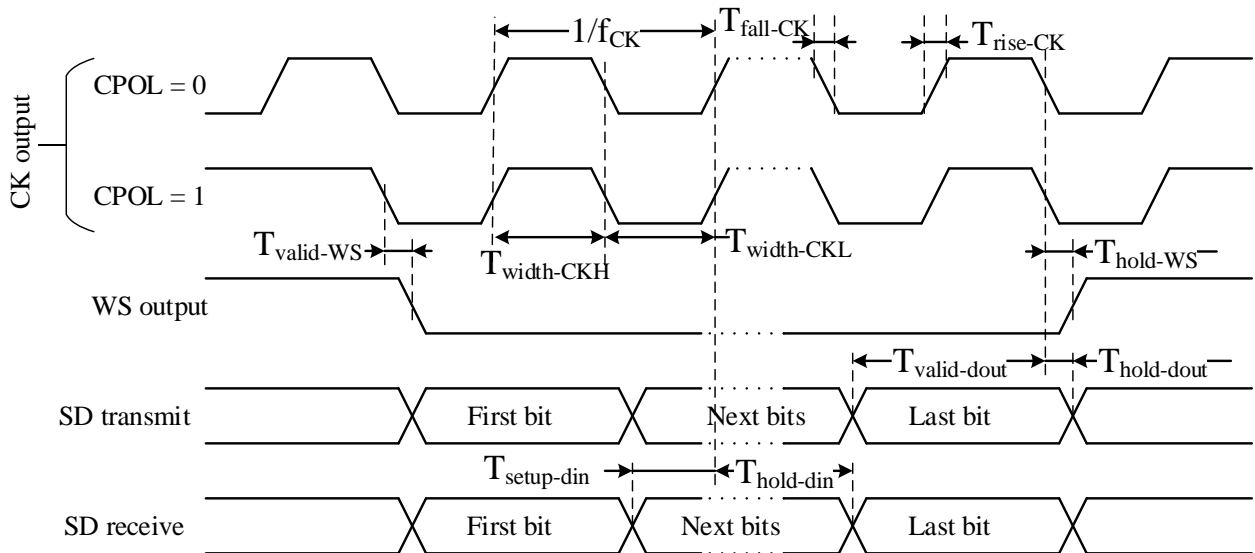 1/fCK
Tfall-CK
Trise-CK
CK output
CPOL = 0
CPOL = 1
Tvalid-WS
Twidth-CKH
Twidth-CKL
Thold-WS
WS output
Tvalid-dout
Thold-dout
SD transmit
First bit
Next bits
Last bit
Tsetup-din
Thold-din
SD receive
First bit
Next bits
Last bit